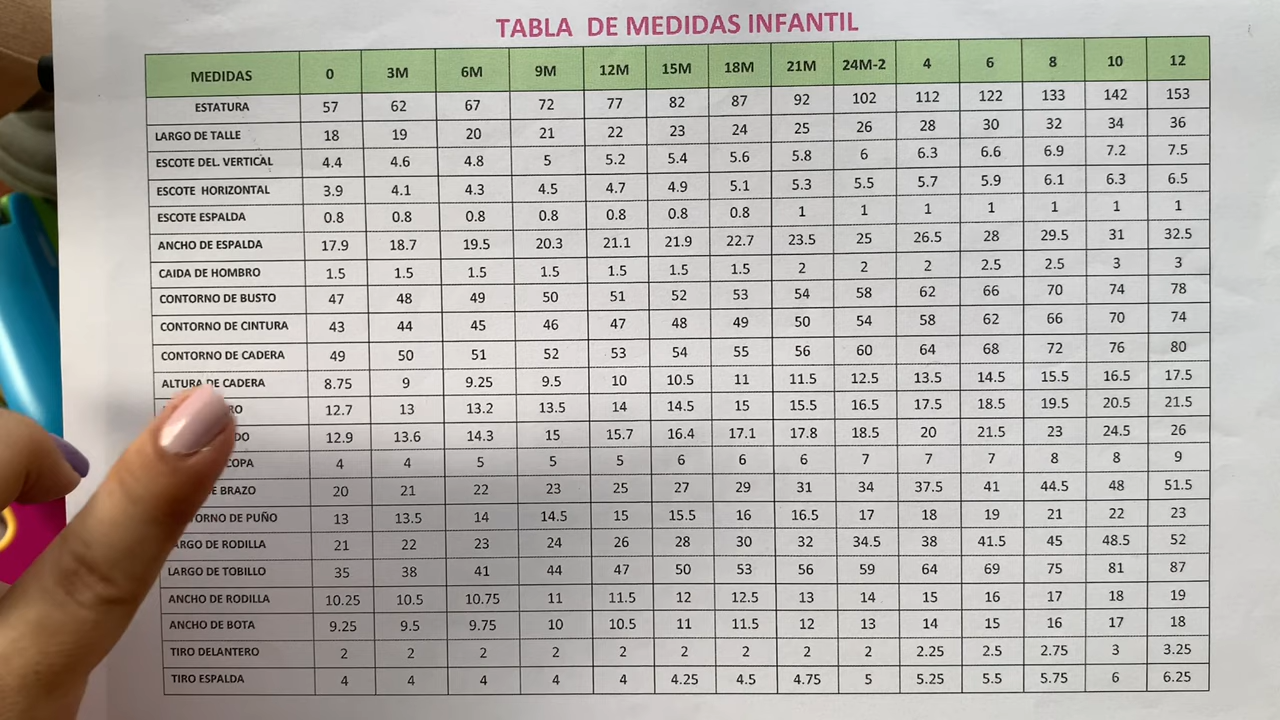 TABLA DE MEDIDAS INFANTIL
MEDIDAS 0 3M 6M 9M 12M 15M 18M 21M 24M-2 4 6 8 10 12
ESTATURA 57 62 67 72 77 82 87 92 102 112 122 133 142 153
LARGO DE TALLE 18 19 20 21 22 23 24 25 26 28 30 32 34 36
ESCOTE DEL. VERTICAL 4.4 4.6 4.8 5 5.2 5.4 5.6 5.8 6 6.3 6.6 6.9 7.2 7.5
ESCOTE HORIZONTAL 3.9 4.1 4.3 4.5 4.7 4.9 5.1 5.3 5.5 5.7 5.9 6.1 6.3 6.5
ESCOTE ESPALDA 0.8 0.8 0.8 0.8 0.8 0.8 0.8 1 1 1 1 1 1 1
ANCHO DE ESPALDA 17.9 18.7 19.5 20.3 21.1 21.9 22.7 23.5 25 26.5 28 29.5 31 32.5
CAIDA DE HOMBRO 1.5 1.5 1.5 1.5 1.5 1.5 1.5 2 2 2 2.5 2.5 3 3
CONTORNO DE BUSTO 47 48 49 50 51 52 53 54 58 62 66 70 74 78
CONTORNO DE CINTURA 43 44 45 46 47 48 49 50 54 58 62 66 70 74
CONTORNO DE CADERA 49 50 51 52 53 54 55 56 60 64 68 72 76 80
ALTURA DE CADERA 8.75 9 9.25 9.5 10 10.5 11 11.5 12.5 13.5 14.5 15.5 16.5 17.5
12.7 13 13.2 13.5 14 14.5 15 15.5 16.5 17.5 18.5 19.5 20.5 21.5
12.9 13.6 14.3 15 15.7 16.4 17.1 17.8 18.5 20 21.5 23 24.5 26
COPA 4 4 5 5 5 6 6 6 7 7 7 8 8 9
BRAZO 20 21 22 23 25 27 29 31 34 37.5 41 44.5 48 51.5
DE PUÑO 13 13.5 14 14.5 15 15.5 16 16.5 17 18 19 21 22 23
LARGO DE RODILLA 21 22 23 24 26 28 30 32 34.5 38 41.5 45 48.5 52
LARGO DE TOBILLO 35 38 41 44 47 50 53 56 59 64 69 75 81 87
ANCHO DE RODILLA 10.25 10.5 10.75 11 11.5 12 12.5 13 14 15 16 17 18 19
ANCHO DE BOTA 9.25 9.5 9.75 10 10.5 11 11.5 12 13 14 15 16 17 18
TIRO DELANTERO 2 2 2 2 2 2 2 2 2 2.25 2.5 2.75 3 3.25
TIRO ESPALDA 4 4 4 4 4 4.25 4.5 4.75 5 5.25 5.5 5.75 6 6.25